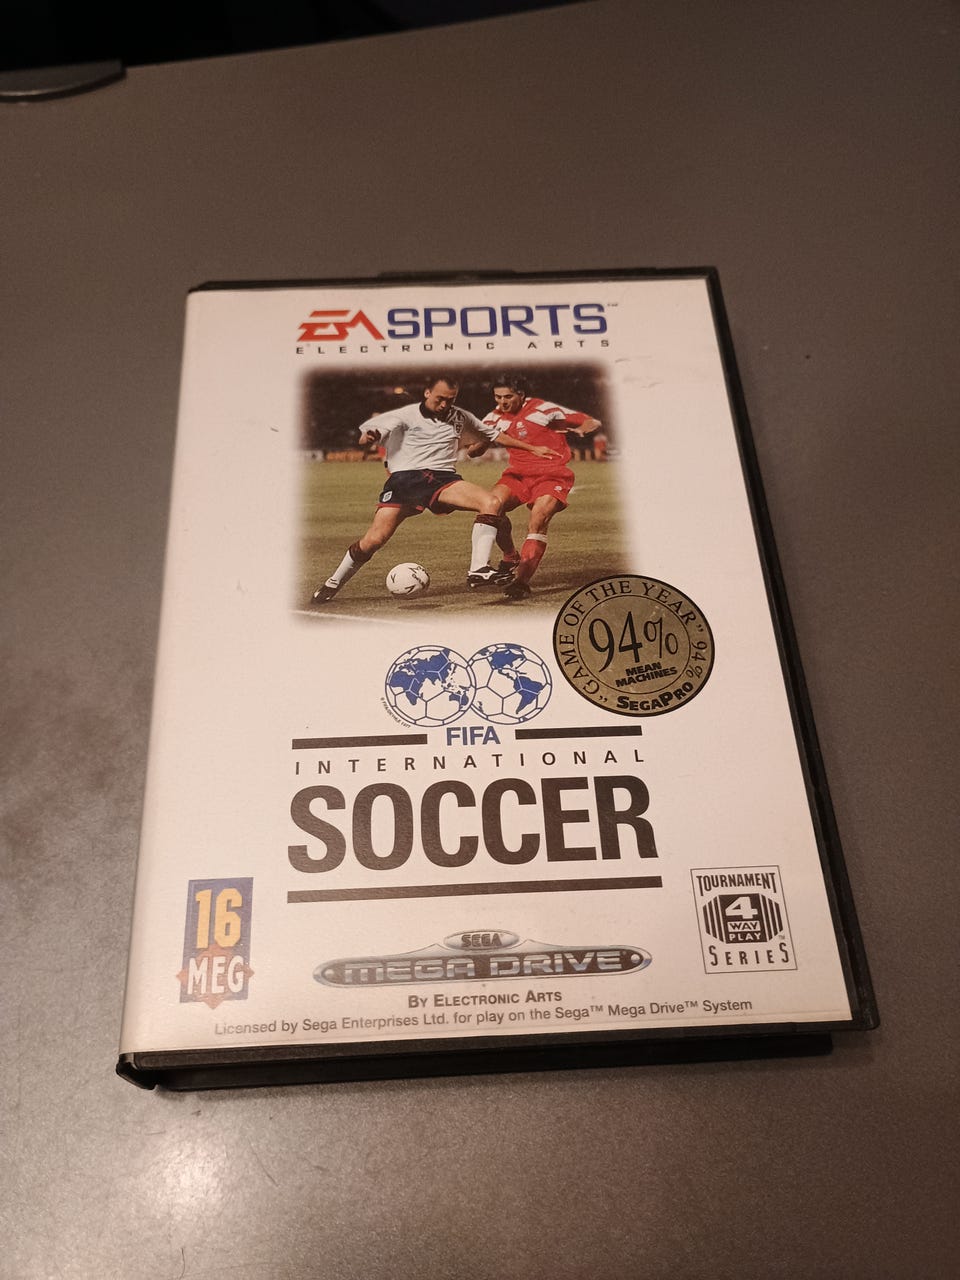 EA SPORTS™
ELECTRONIC ARTS
"GAME OF THE YEAR" 94%
94%
MEAN
MACHINES
SEGAPRO
FIFA
INTERNATIONAL
SOCCER
16
MEG
TOURNAMENT
4
WAY
PLAY
SERIES™
SEGA
MEGA DRIVE
BY ELECTRONIC ARTS
Licensed by Sega Enterprises Ltd. for play on the Sega™ Mega Drive™ System